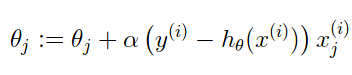 θ_j := θ_j + α (y^(i) − h_θ(x^(i))) x_j^(i)